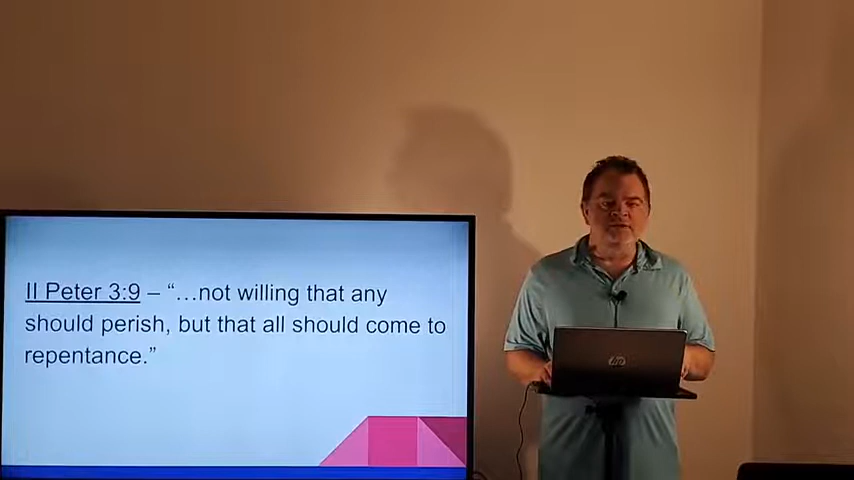 II Peter 3:9 – “…not willing that any
should perish, but that all should come to
repentance.”
hp